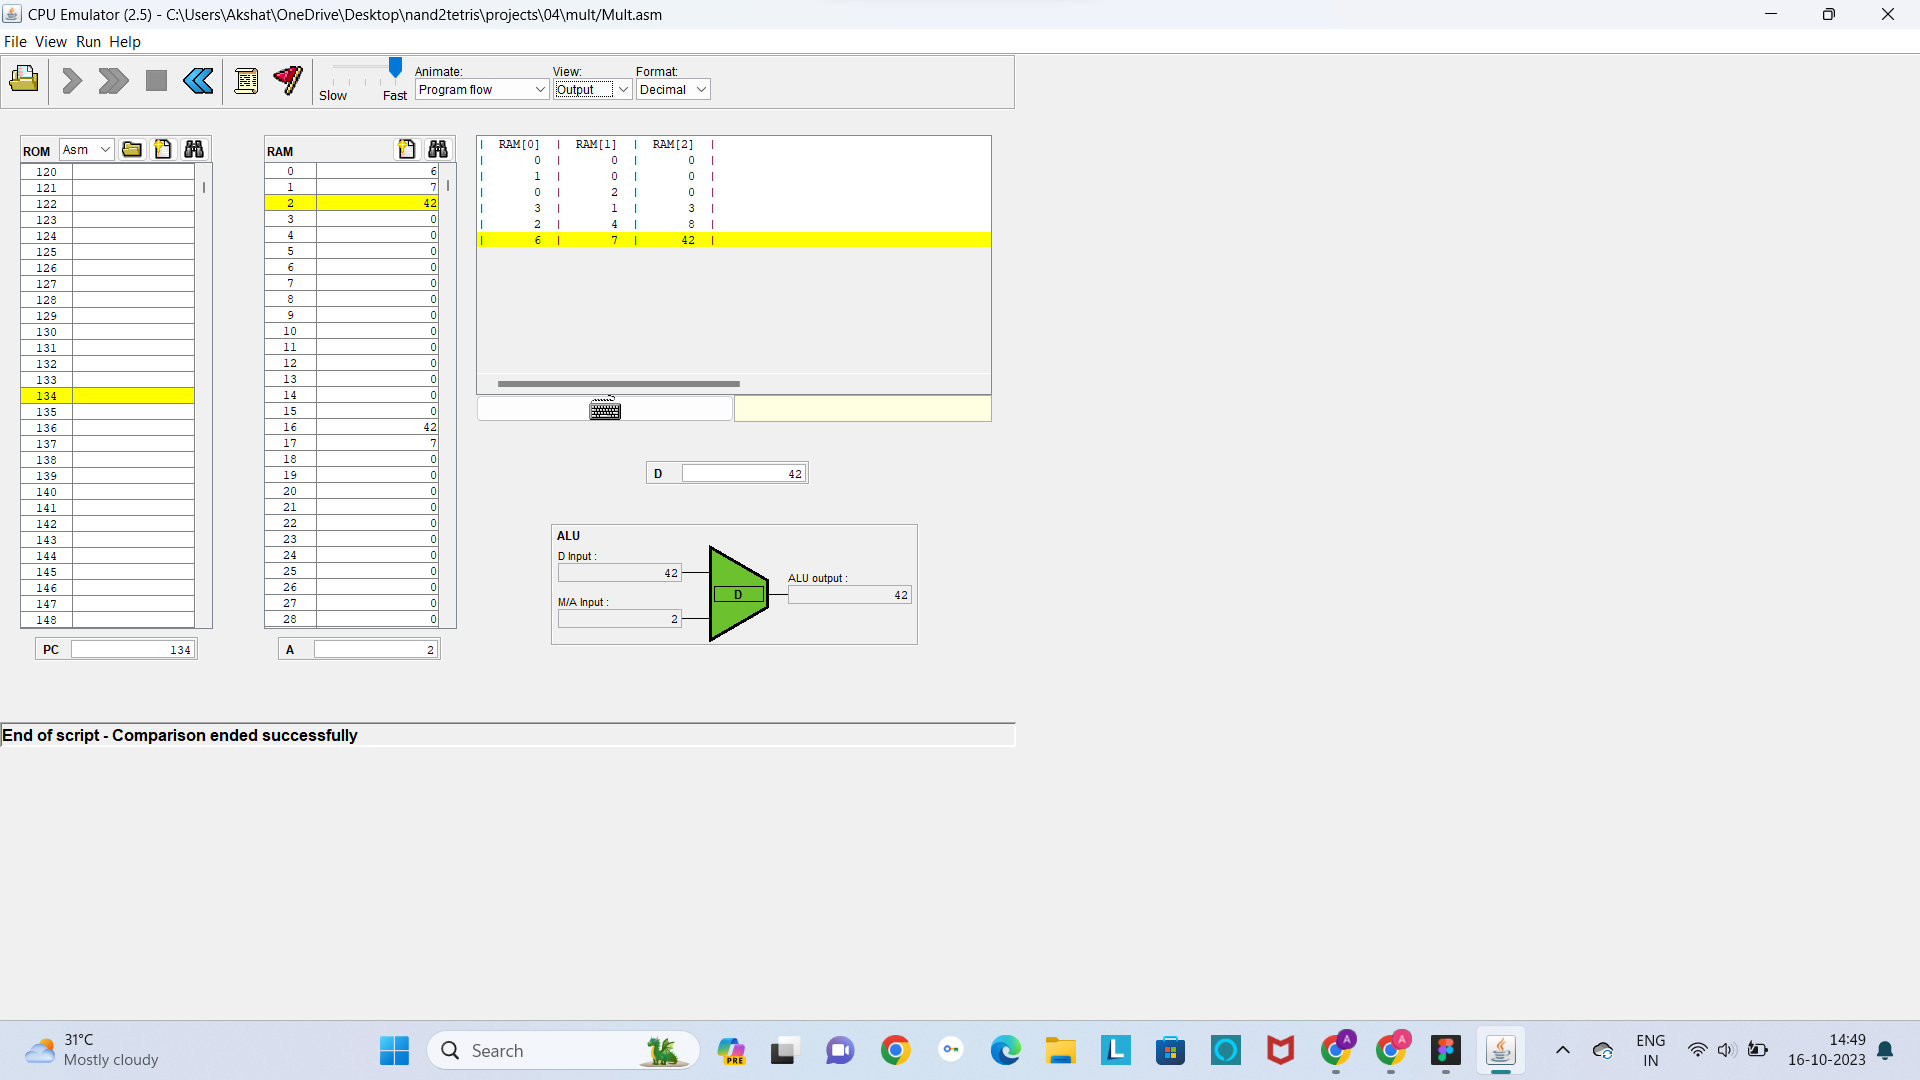 CPU Emulator (2.5) - C:\Users\Akshat\OneDrive\Desktop\nand2tetris\projects\04\mult/Mult.asm
File View Run Help
Slow Fast
Animate:
Program flow
View:
Output
Format:
Decimal
ROM Asm
120
121
122
123
124
125
126
127
128
129
130
131
132
133
134
135
136
137
138
139
140
141
142
143
144
145
146
147
148
PC 134
RAM
0 6
1 7
2 42
3 0
4 0
5 0
6 0
7 0
8 0
9 0
10 0
11 0
12 0
13 0
14 0
15 0
16 42
17 7
18 0
19 0
20 0
21 0
22 0
23 0
24 0
25 0
26 0
27 0
28 0
A 2
| RAM[0] | RAM[1] | RAM[2] |
| 0 | 0 | 0 |
| 1 | 0 | 0 |
| 0 | 2 | 0 |
| 3 | 1 | 3 |
| 2 | 4 | 8 |
| 6 | 7 | 42 |
D 42
ALU
D Input :
42
M/A Input :
2
D
ALU output :
42
End of script - Comparison ended successfully
31°C
Mostly cloudy
Search
PRE
L
A
A
ENG
IN
14:49
16-10-2023